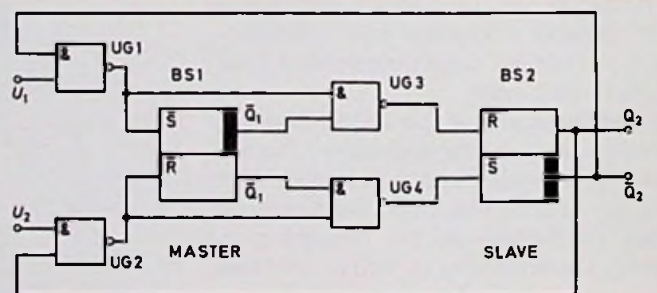 & UG1
U₁
BS1
UG3
BS2
&
S̄ Q̄₁
R Q₂
R̄ Q̄₁
& UG4
S̄ Q̄₂
U₂ &
UG2
MASTER
SLAVE